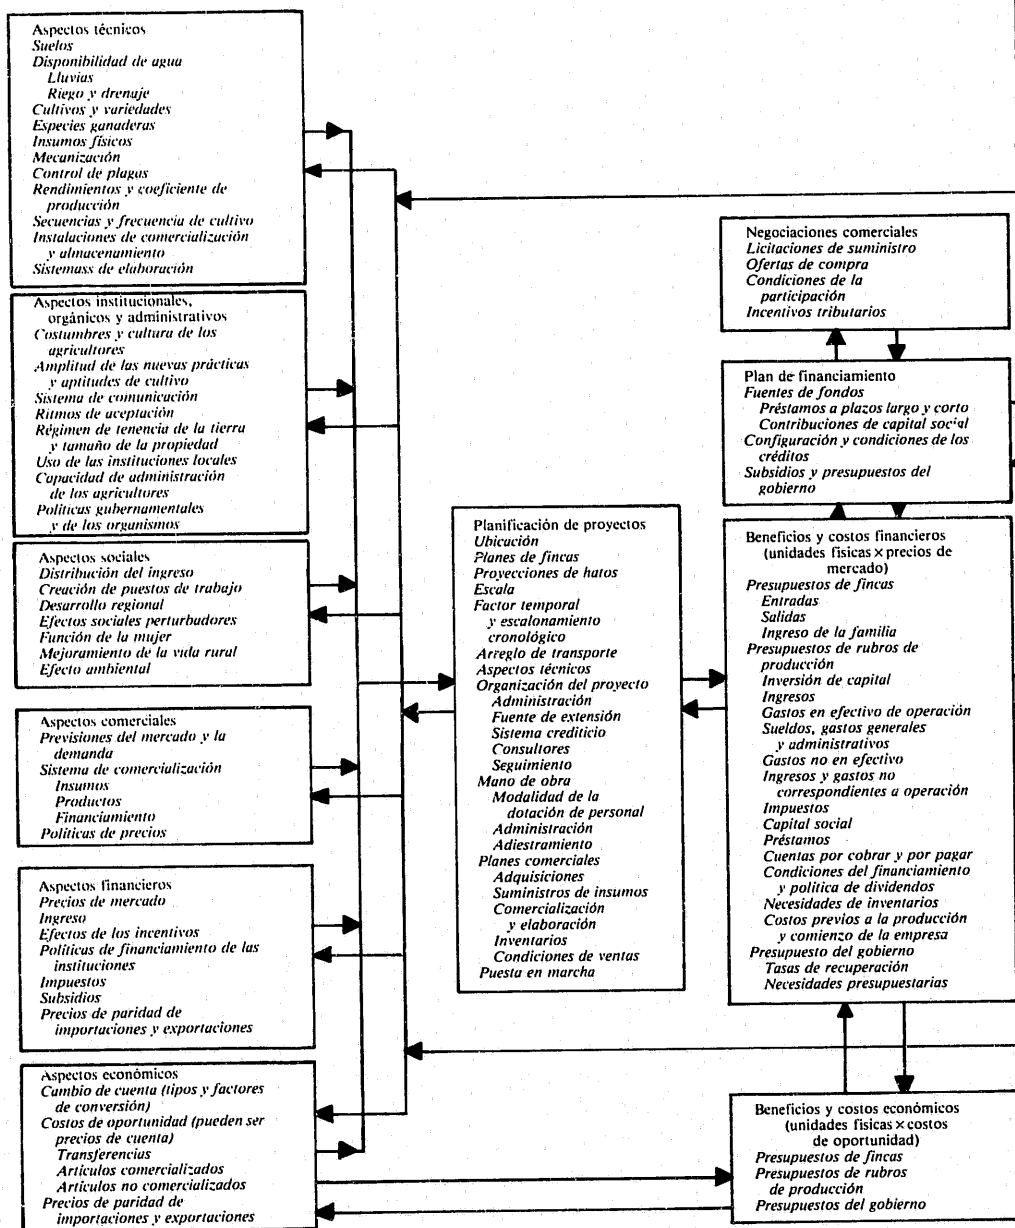 Aspectos técnicos
Suelos
Disponibilidad de agua
Lluvias
Riego y drenaje
Cultivos y variedades
Especies ganaderas
Insumos físicos
Mecanización
Control de plagas
Rendimientos y coeficiente de
producción
Secuencias y frecuencia de cultivo
Instalaciones de comercialización
y almacenamiento
Sistemass de elaboración
Aspectos institucionales,
orgánicos y administrativos
Costumbres y cultura de los
agricultores
Amplitud de las nuevas prácticas
y aptitudes de cultivo
Sistema de comunicación
Ritmos de aceptación
Régimen de tenencia de la tierra
y tamaño de la propiedad
Uso de las instituciones locales
Capacidad de administración
de los agricultores
Políticas gubernamentales
y de los organismos
Aspectos sociales
Distribución del ingreso
Creación de puestos de trabajo
Desarrollo regional
Efectos sociales perturbadores
Función de la mujer
Mejoramiento de la vida rural
Efecto ambiental
Aspectos comerciales
Previsiones del mercado y la
demanda
Sistema de comercialización
Insumos
Productos
Financiamiento
Políticas de precios
Aspectos financieros
Precios de mercado
Ingreso
Efectos de los incentivos
Políticas de financiamiento de las
instituciones
Impuestos
Subsidios
Precios de paridad de
importaciones y exportaciones
Aspectos económicos
Cambio de cuenta (tipos y factores
de conversión)
Costos de oportunidad (pueden ser
precios de cuenta)
Transferencias
Artículos comercializados
Artículos no comercializados
Precios de paridad de
importaciones y exportaciones
Planificación de proyectos
Ubicación
Planes de fincas
Proyecciones de hatos
Escala
Factor temporal
y escalonamiento
cronológico
Arreglo de transporte
Aspectos técnicos
Organización del proyecto
Administración
Fuente de extensión
Sistema crediticio
Consultores
Seguimiento
Mano de obra
Modalidad de la
dotación de personal
Administración
Adiestramiento
Planes comerciales
Adquisiciones
Suministros de insumos
Comercialización
y elaboración
Inventarios
Condiciones de ventas
Puesta en marcha
Negociaciones comerciales
Licitaciones de suministro
Ofertas de compra
Condiciones de la
participación
Incentivos tributarios
Plan de financiamiento
Fuentes de fondos
Préstamos a plazos largo y corto
Contribuciones de capital social
Configuración y condiciones de los
créditos
Subsidios y presupuestos del
gobierno
Beneficios y costos financieros
(unidades físicas × precios de
mercado)
Presupuestos de fincas
Entradas
Salidas
Ingreso de la familia
Presupuestos de rubros de
producción
Inversión de capital
Ingresos
Gastos en efectivo de operación
Sueldos, gastos generales
y administrativos
Gastos no en efectivo
Ingresos y gastos no
correspondientes a operación
Impuestos
Capital social
Préstamos
Cuentas por cobrar y por pagar
Condiciones del financiamiento
y política de dividendos
Necesidades de inventarios
Costos previos a la producción
y comienzo de la empresa
Presupuesto del gobierno
Tasas de recuperación
Necesidades presupuestarias
Beneficios y costos económicos
(unidades físicas × costos
de oportunidad)
Presupuestos de fincas
Presupuestos de rubros
de producción
Presupuestos del gobierno